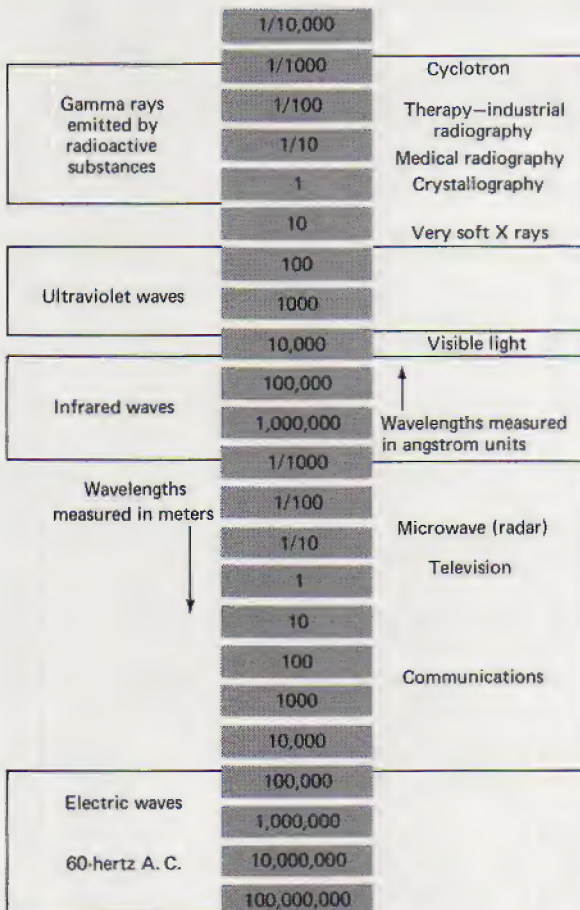 1/10,000
1/1000
1/100
1/10
1
10
100
1000
10,000
100,000
1,000,000
1/1000
1/100
1/10
1
10
100
1000
10,000
100,000
1,000,000
10,000,000
100,000,000
Gamma rays
emitted by
radioactive
substances
Ultraviolet waves
Infrared waves
Wavelengths
measured in meters
Electric waves
60-hertz A. C.
Cyclotron
Therapy—industrial
radiography
Medical radiography
Crystallography
Very soft X rays
Visible light
Wavelengths measured
in angstrom units
Microwave (radar)
Television
Communications